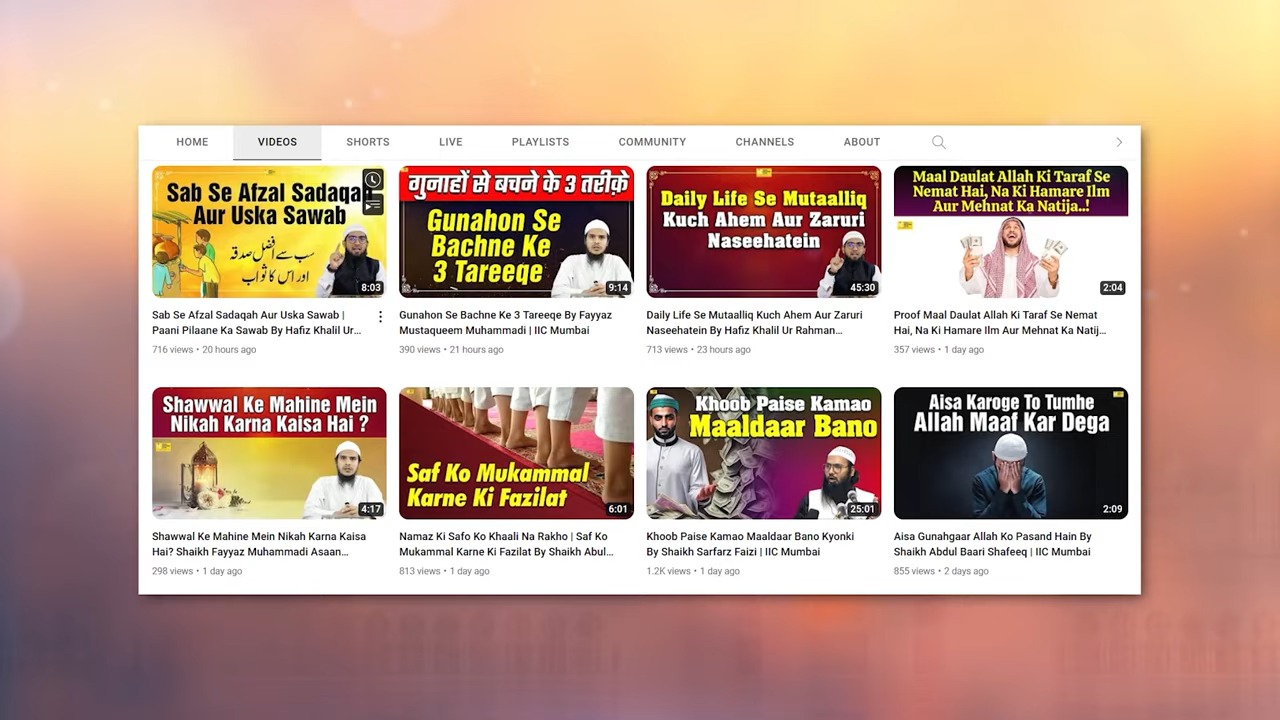 HOME VIDEOS SHORTS LIVE PLAYLISTS COMMUNITY CHANNELS ABOUT
Sab Se Afzal Sadaqah
Aur Uska Sawab
سب سے افضل صدقہ
اور اس کا ثواب
8:03
Sab Se Afzal Sadaqah Aur Uska Sawab |
Paani Pilaane Ka Sawab By Hafiz Khalil Ur...
716 views • 20 hours ago
गुनाहों से बचने के 3 तरीक़े
Gunahon Se
Bachne Ke
3 Tareeqe
9:14
Gunahon Se Bachne Ke 3 Tareeqe By Fayyaz
Mustaqueem Muhammadi | IIC Mumbai
390 views • 21 hours ago
Daily Life Se Mutaalliq
Kuch Ahem Aur Zaruri
Naseehatein
45:30
Daily Life Se Mutaalliq Kuch Ahem Aur Zaruri
Naseehatein By Hafiz Khalil Ur Rahman...
713 views • 23 hours ago
Maal Daulat Allah Ki Taraf Se
Nemat Hai, Na Ki Hamare Ilm
Aur Mehnat Ka Natija..!
2:04
Proof Maal Daulat Allah Ki Taraf Se Nemat
Hai, Na Ki Hamare Ilm Aur Mehnat Ka Natij...
357 views • 1 day ago
Shawwal Ke Mahine Mein
Nikah Karna Kaisa Hai ?
4:17
Shawwal Ke Mahine Mein Nikah Karna Kaisa
Hai? Shaikh Fayyaz Muhammadi Asaan...
298 views • 1 day ago
Saf Ko Mukammal
Karne Ki Fazilat
6:01
Namaz Ki Safo Ko Khaali Na Rakho | Saf Ko
Mukammal Karne Ki Fazilat By Shaikh Abul...
813 views • 1 day ago
Khoob Paise Kamao
Maaldaar Bano
25:01
Khoob Paise Kamao Maaldaar Bano Kyonki
By Shaikh Sarfarz Faizi | IIC Mumbai
1.2K views • 1 day ago
Aisa Karoge To Tumhe
Allah Maaf Kar Dega
2:09
Aisa Gunahgaar Allah Ko Pasand Hain By
Shaikh Abdul Baari Shafeeq | IIC Mumbai
855 views • 2 days ago